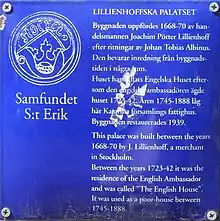 LILLIENHOFFSKA PALATSET
Byggnaden uppfördes 1668-70 av han-
delsmannen Joachim Pötter Lillienhoff
efter ritningar av Johan Tobias Albinus.
Den bevarar inredning från byggnads-
tiden i några rum.
Huset har kallats Engelska Huset efter-
som den engelske ambassadören ägde
huset 1723-42. Åren 1745-1888 låg
här Katarina församlings fattighus.
Byggnaden restaurerades 1939.
This palace was built between the years
1668-70 by J. Lillienhoff, a merchant
in Stockholm.
Between the years 1723-42 it was the
residence of the English Ambassador
and was called "The English House".
It was used as a poor-house between
1745-1888.
Samfundet
S:t Erik